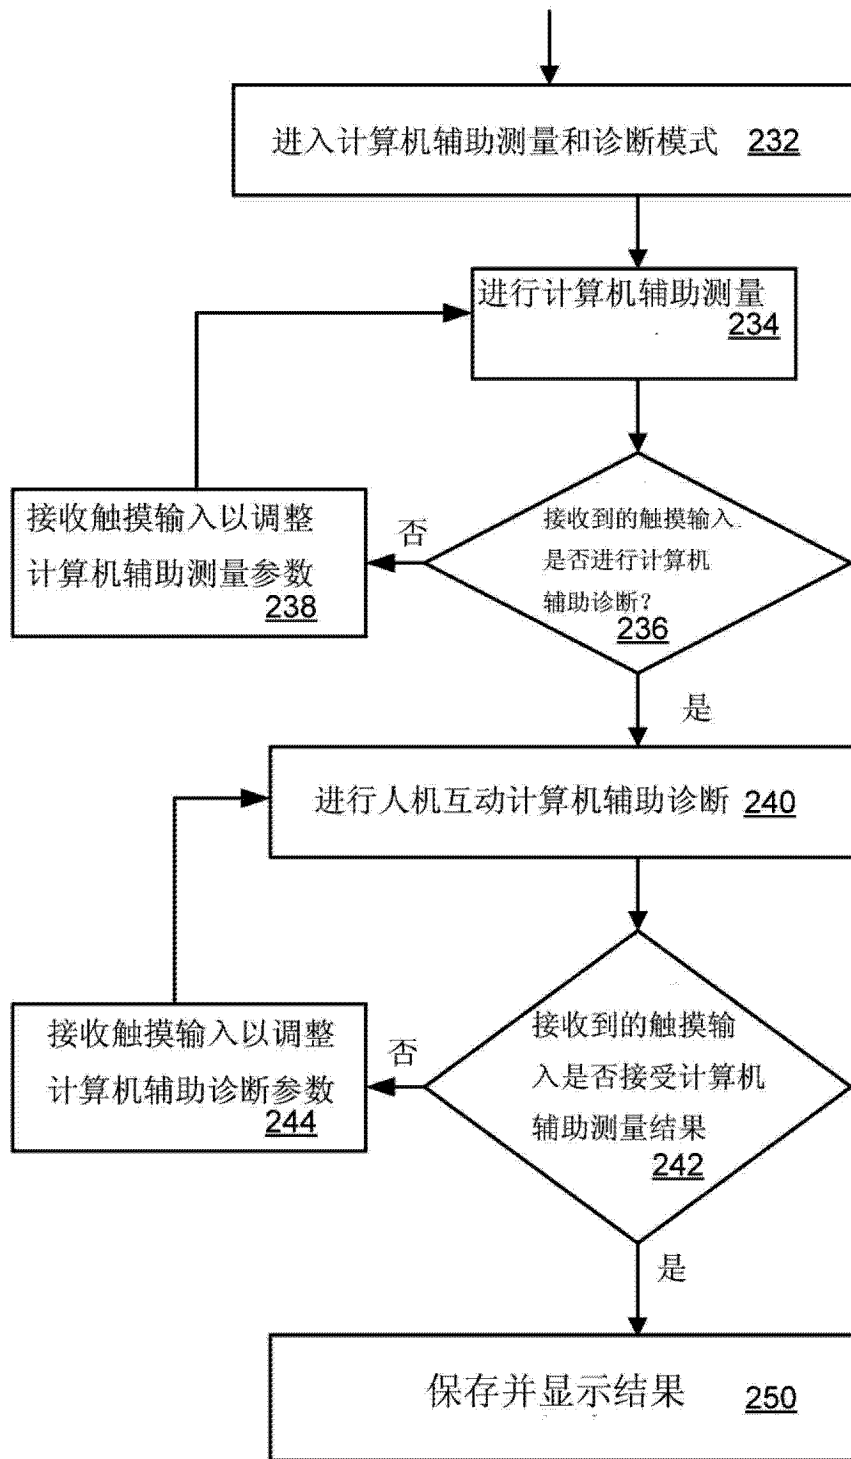 进入计算机辅助测量和诊断模式 232
进行计算机辅助测量
234
接收触摸输入以调整
计算机辅助测量参数
238
否
接收到的触摸输入
是否进行计算机
辅助诊断?
236
是
进行人机互动计算机辅助诊断 240
接收触摸输入以调整
计算机辅助诊断参数
244
否
接收到的触摸输
入是否接受计算机
辅助测量结果
242
是
保存并显示结果 250